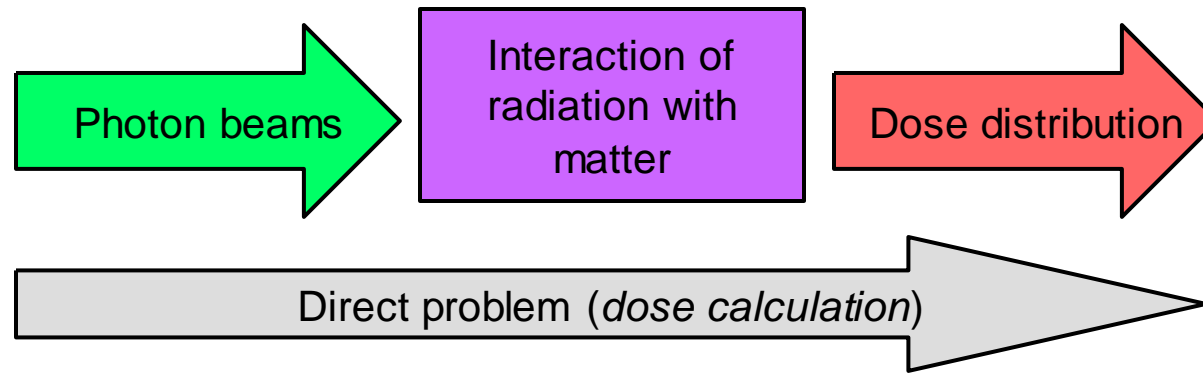 Photon beams
Interaction of
radiation with
matter
Dose distribution
Direct problem (dose calculation)